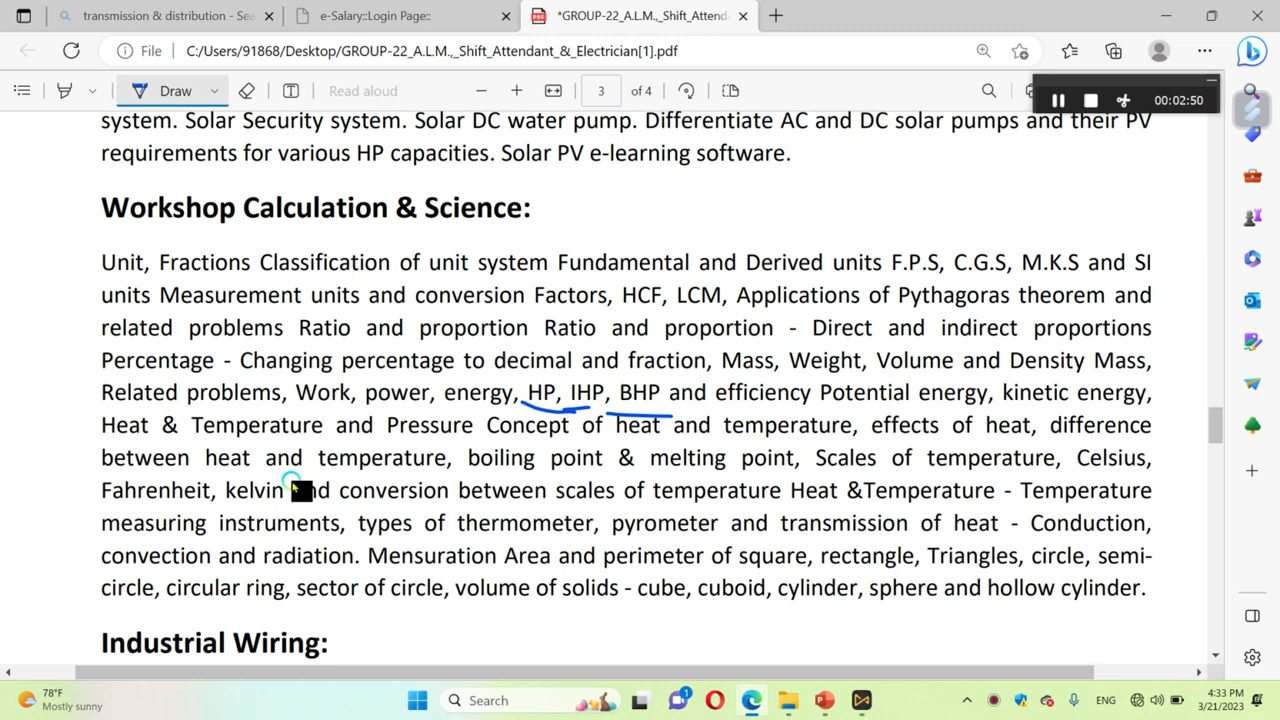 transmission & distribution - Sea
e-Salary::Login Page::
*GROUP-22_A.L.M.,_Shift_Attenda
File
C:/Users/91868/Desktop/GROUP-22_A.L.M.,_Shift_Attendant_&_Electrician[1].pdf
Draw
Read aloud
3 of 4
00:02:50
system. Solar Security system. Solar DC water pump. Differentiate AC and DC solar pumps and their PV
requirements for various HP capacities. Solar PV e-learning software.
Workshop Calculation & Science:
Unit, Fractions Classification of unit system Fundamental and Derived units F.P.S, C.G.S, M.K.S and SI
units Measurement units and conversion Factors, HCF, LCM, Applications of Pythagoras theorem and
related problems Ratio and proportion Ratio and proportion - Direct and indirect proportions
Percentage - Changing percentage to decimal and fraction, Mass, Weight, Volume and Density Mass,
Related problems, Work, power, energy, HP, IHP, BHP and efficiency Potential energy, kinetic energy,
Heat & Temperature and Pressure Concept of heat and temperature, effects of heat, difference
between heat and temperature, boiling point & melting point, Scales of temperature, Celsius,
Fahrenheit, kelvin and conversion between scales of temperature Heat &Temperature - Temperature
measuring instruments, types of thermometer, pyrometer and transmission of heat - Conduction,
convection and radiation. Mensuration Area and perimeter of square, rectangle, Triangles, circle, semi-
circle, circular ring, sector of circle, volume of solids - cube, cuboid, cylinder, sphere and hollow cylinder.
Industrial Wiring:
78°F
Mostly sunny
Search
1
ENG
4:33 PM
3/21/2023